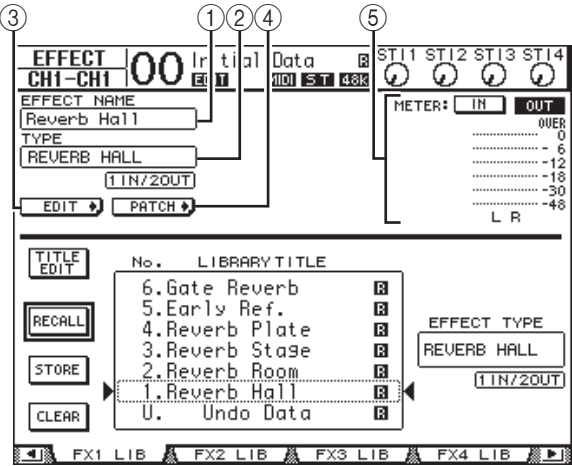 ③ ① ② ④ ⑤
EFFECT
CH1-CH1
00 Initial Data R
EDIT MIDI ST 48k
STI1 STI2 STI3 STI4
EFFECT NAME
Reverb Hall
TYPE
REVERB HALL
1 IN/2OUT
EDIT PATCH
METER: IN OUT
OVER
0
- 6
-12
-18
-30
-48
L R
TITLE EDIT
RECALL
STORE
CLEAR
No. LIBRARY TITLE
6.Gate Reverb R
5.Early Ref. R
4.Reverb Plate R
3.Reverb Stage R
2.Reverb Room R
1.Reverb Hall R
U. Undo Data R
EFFECT TYPE
REVERB HALL
1 IN/2OUT
FX1 LIB FX2 LIB FX3 LIB FX4 LIB